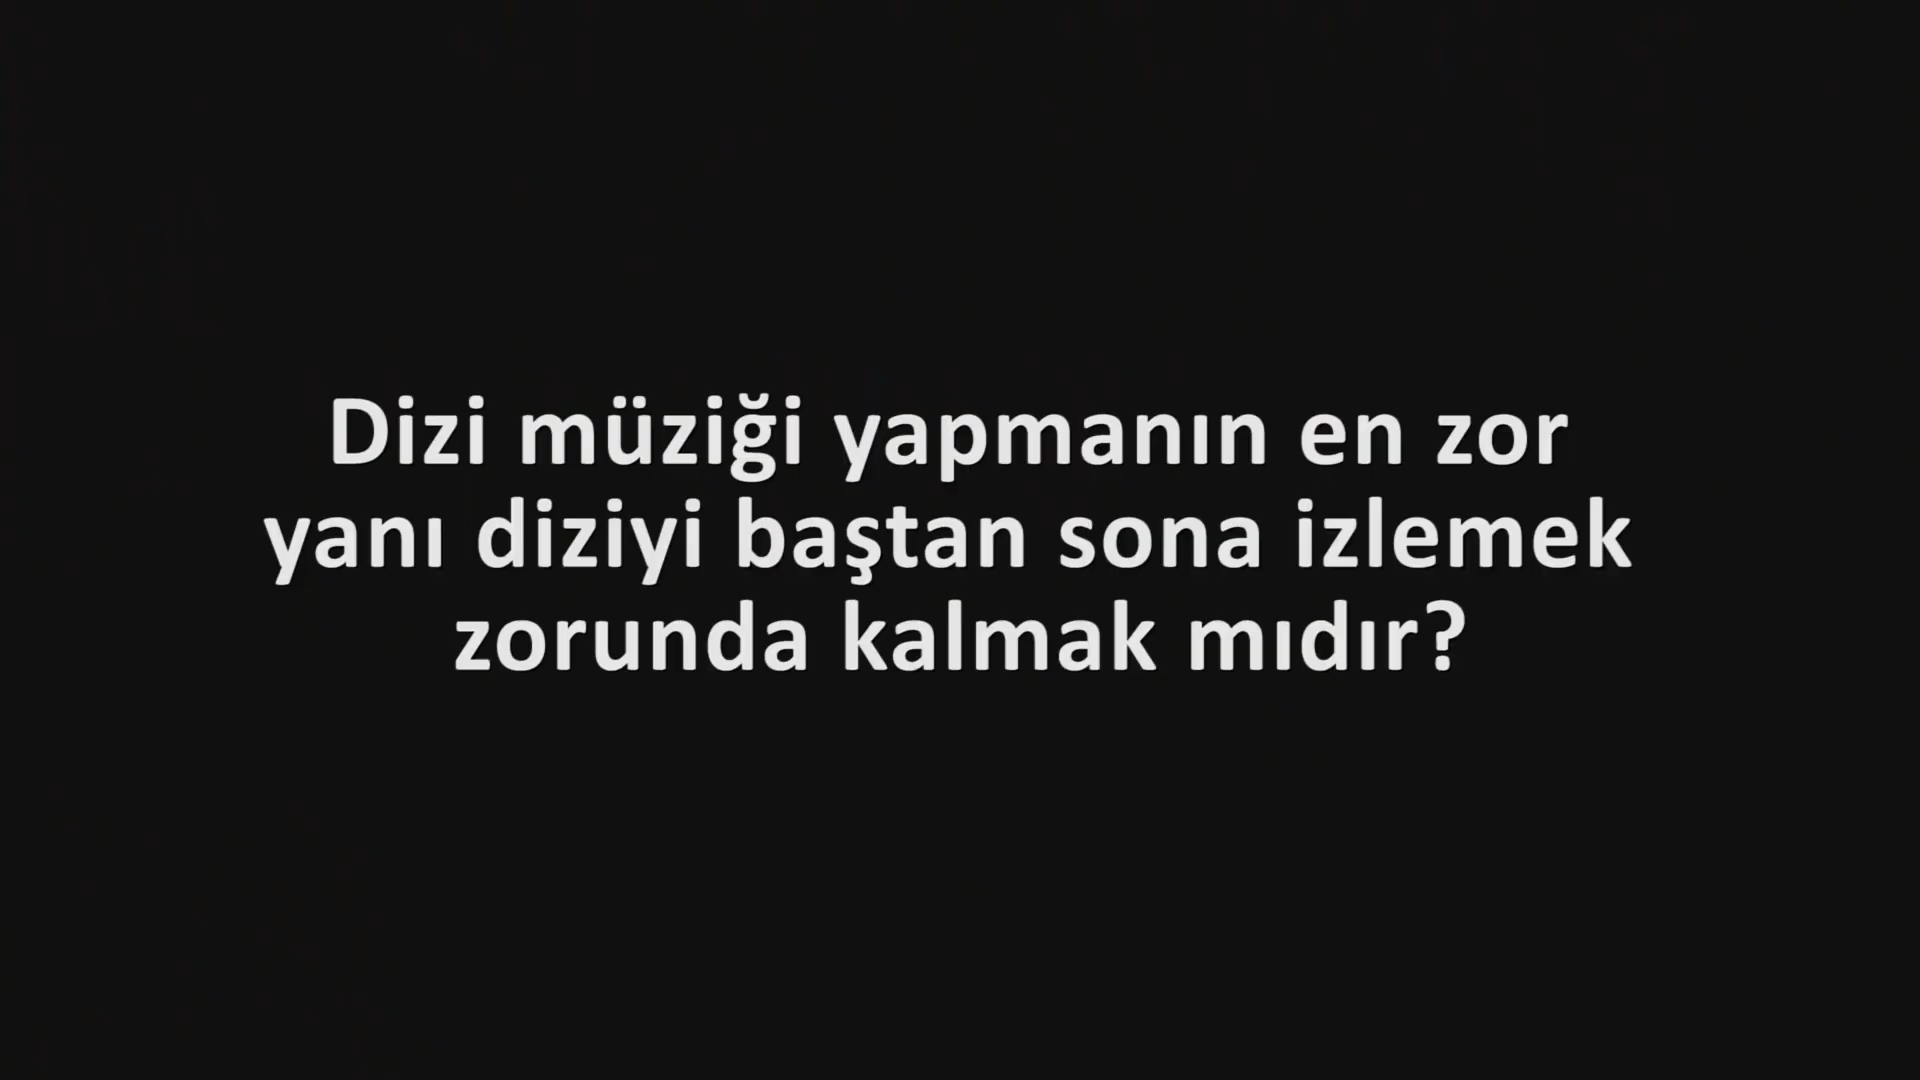 Dizi müziği yapmanın en zor
yanı diziyi baştan sona izlemek
zorunda kalmak mıdır?